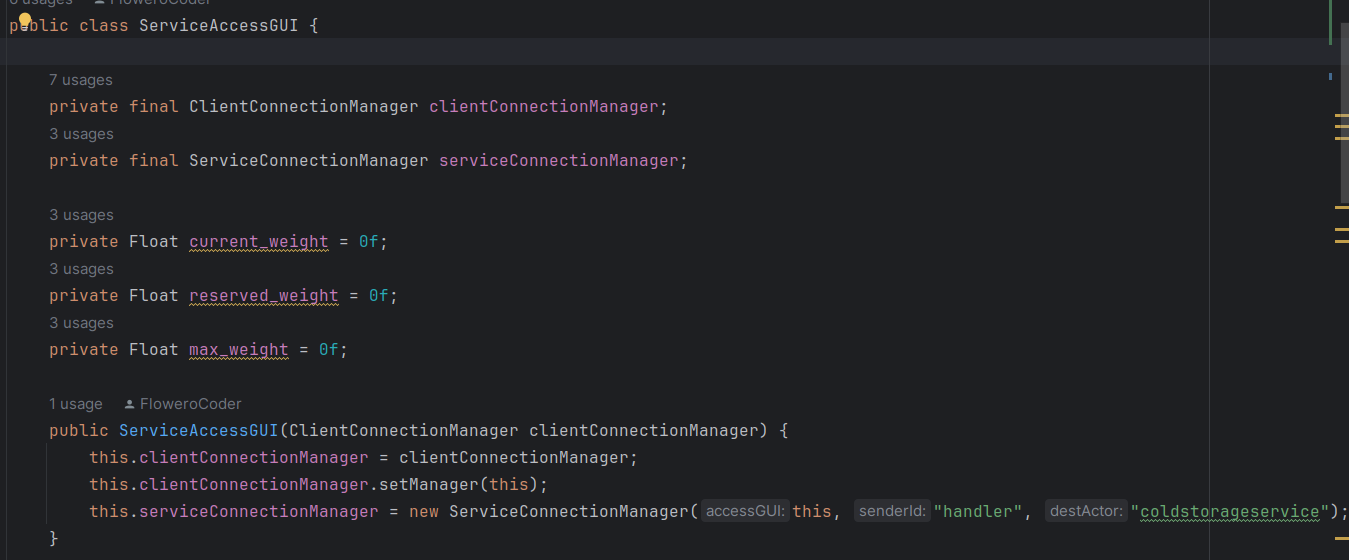 6 usages FloweroCoder
public class ServiceAccessGUI {
7 usages
private final ClientConnectionManager clientConnectionManager;
3 usages
private final ServiceConnectionManager serviceConnectionManager;
3 usages
private Float current_weight = 0f;
3 usages
private Float reserved_weight = 0f;
3 usages
private Float max_weight = 0f;
1 usage FloweroCoder
public ServiceAccessGUI(ClientConnectionManager clientConnectionManager) {
this.clientConnectionManager = clientConnectionManager;
this.clientConnectionManager.setManager(this);
this.serviceConnectionManager = new ServiceConnectionManager( accessGUI: this, senderId: "handler", destActor: "coldstorageservice");
}